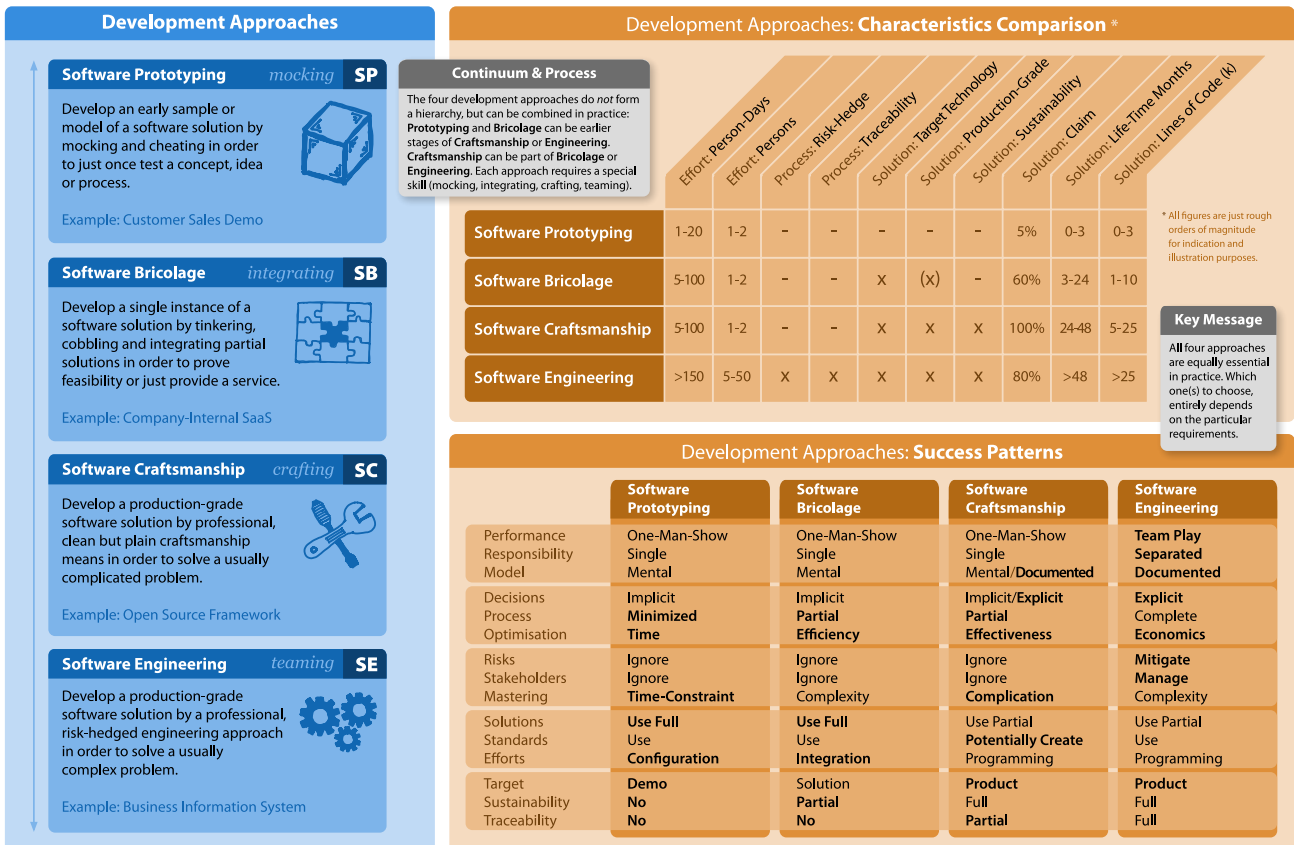 Development Approaches
Software Prototyping mocking SP
Develop an early sample or
model of a software solution by
mocking and cheating in order
to just once test a concept, idea
or process.
Example: Customer Sales Demo
Software Bricolage integrating SB
Develop a single instance of a
software solution by tinkering,
cobbling and integrating partial
solutions in order to prove
feasibility or just provide a service.
Example: Company-Internal SaaS
Software Craftsmanship crafting SC
Develop a production-grade
software solution by professional,
clean but plain craftsmanship
means in order to solve a usually
complicated problem.
Example: Open Source Framework
Software Engineering teaming SE
Develop a production-grade
software solution by a professional,
risk-hedged engineering approach
in order to solve a usually
complex problem.
Example: Business Information System
Continuum & Process
The four development approaches do not form
a hierarchy, but can be combined in practice:
Prototyping and Bricolage can be earlier
stages of Craftsmanship or Engineering.
Craftsmanship can be part of Bricolage or
Engineering. Each approach requires a special
skill (mocking, integrating, crafting, teaming).
Development Approaches: Characteristics Comparison *
Effort: Person-Days
Effort: Persons
Process: Risk-Hedge
Process: Traceability
Solution: Target Technology
Solution: Production-Grade
Solution: Sustainability
Solution: Claim
Solution: Life-Time Months
Solution: Lines of Code (k)
Software Prototyping 1-20 1-2 - - - - - 5% 0-3 0-3
Software Bricolage 5-100 1-2 - - x (x) - 60% 3-24 1-10
Software Craftsmanship 5-100 1-2 - - x x x 100% 24-48 5-25
Software Engineering >150 5-50 x x x x x 80% >48 >25
* All figures are just rough
orders of magnitude
for indication and
illustration purposes.
Key Message
All four approaches
are equally essential
in practice. Which
one(s) to choose,
entirely depends
on the particular
requirements.
Development Approaches: Success Patterns
Software Prototyping Software Bricolage Software Craftsmanship Software Engineering
Performance One-Man-Show One-Man-Show One-Man-Show Team Play
Responsibility Single Single Single Separated
Model Mental Mental Mental/Documented Documented
Decisions Implicit Implicit Implicit/Explicit Explicit
Process Minimized Partial Partial Complete
Optimisation Time Efficiency Effectiveness Economics
Risks Ignore Ignore Ignore Mitigate
Stakeholders Ignore Ignore Ignore Manage
Mastering Time-Constraint Complexity Complication Complexity
Solutions Use Full Use Full Use Partial Use Partial
Standards Use Use Potentially Create Use
Efforts Configuration Integration Programming Programming
Target Demo Solution Product Product
Sustainability No Partial Full Full
Traceability No No Partial Full